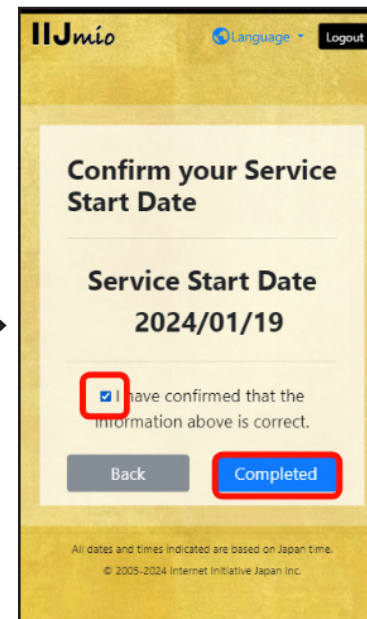 IIJmio Language Logout
Confirm your Service
Start Date
Service Start Date
2024/01/19
I have confirmed that the
information above is correct.
Back Completed
All dates and times indicated are based on Japan time.
© 2005-2024 Internet Initiative Japan Inc.